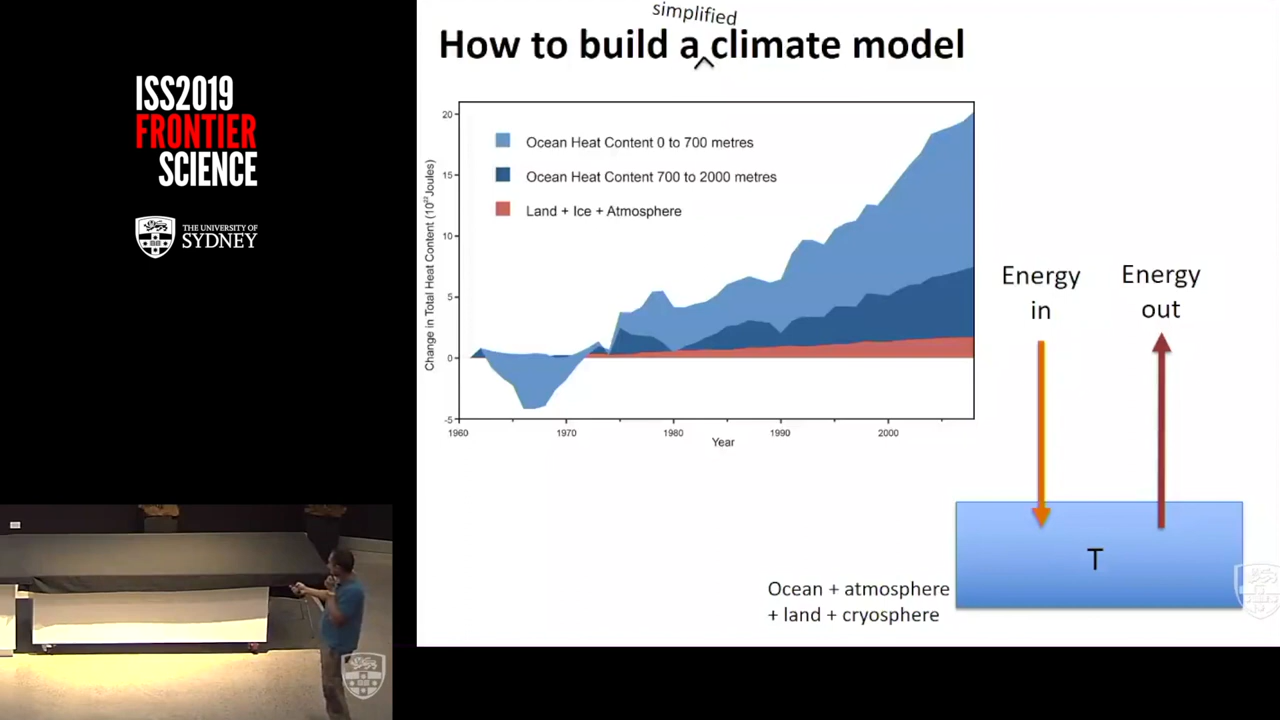 ISS2019
FRONTIER
SCIENCE
THE UNIVERSITY OF
SYDNEY
simplified
How to build a ^ climate model
Ocean Heat Content 0 to 700 metres
Ocean Heat Content 700 to 2000 metres
Land + Ice + Atmosphere
Change in Total Heat Content (10²²Joules)
20
15
10
5
0
-5
1960
1970
1980
1990
2000
Year
Energy
in
Energy
out
T
Ocean + atmosphere
+ land + cryosphere